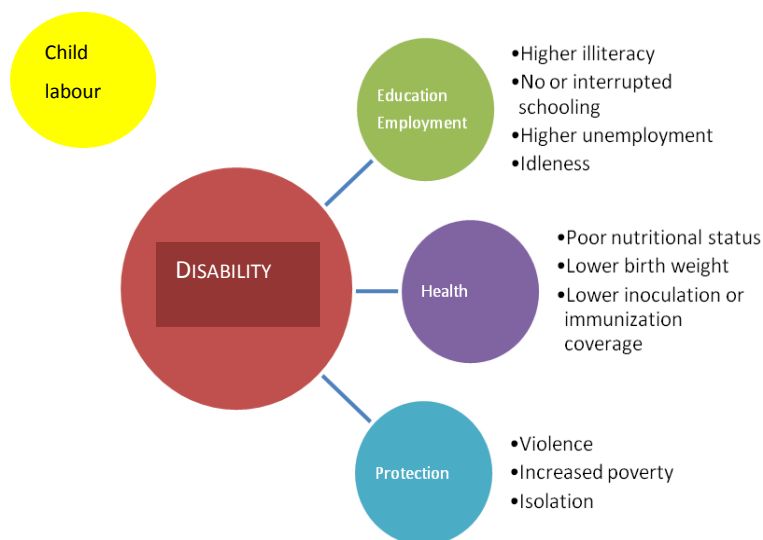 Child
labour
Education
Employment
•Higher illiteracy
•No or interrupted
schooling
•Higher unemployment
•Idleness
DISABILITY
Health
•Poor nutritional status
•Lower birth weight
•Lower inoculation or
immunization
coverage
Protection
•Violence
•Increased poverty
•Isolation